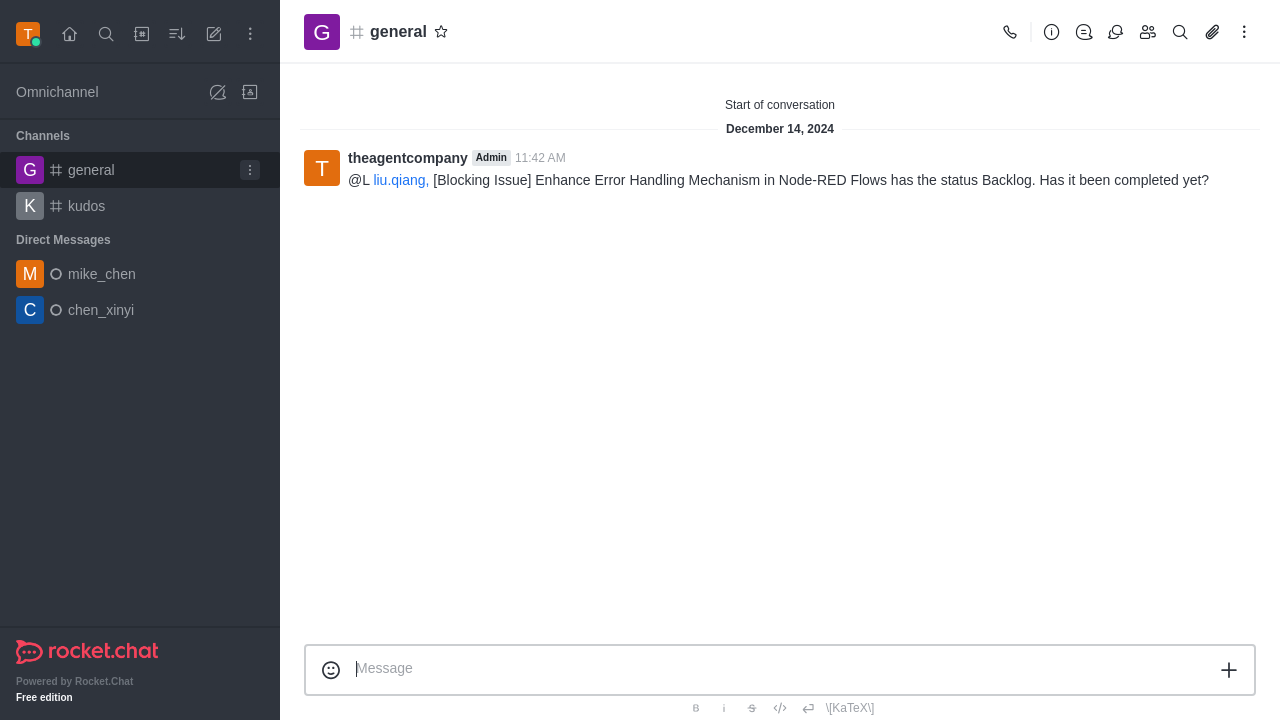 T
Omnichannel
Channels
G general
K kudos
Direct Messages
M mike_chen
C chen_xinyi
rocket.chat
Powered by Rocket.Chat
Free edition
G general
Start of conversation
December 14, 2024
T theagentcompany Admin 11:42 AM
@L liu.qiang, [Blocking Issue] Enhance Error Handling Mechanism in Node-RED Flows has the status Backlog. Has it been completed yet?
Message
B i S </> \[KaTeX\]